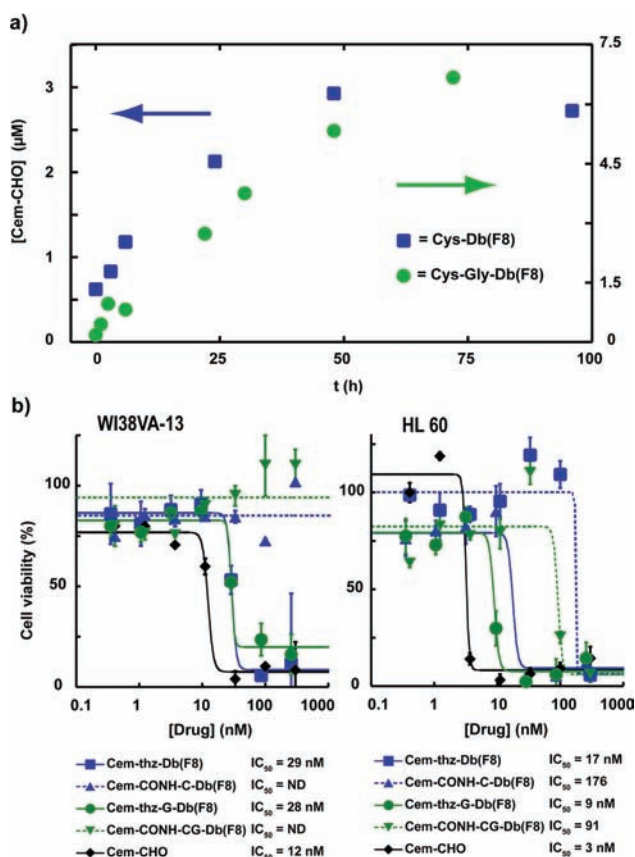 a)
3
2
1
0
[Cem-CHO] (µM)
7.5
6
4.5
3
1.5
0
= Cys-Db(F8)
= Cys-Gly-Db(F8)
0 25 50 75 100
t (h)
b)
WI38VA-13
HL 60
Cell viability (%)
100
50
0
0.1 1 10 100 1000
[Drug] (nM)
100
50
0
0.1 1 10 100 1000
[Drug] (nM)
Cem-thz-Db(F8) IC50 = 29 nM
Cem-CONH-C-Db(F8) IC50 = ND
Cem-thz-G-Db(F8) IC50 = 28 nM
Cem-CONH-CG-Db(F8) IC50 = ND
Cem-CHO IC50 = 12 nM
Cem-thz-Db(F8) IC50 = 17 nM
Cem-CONH-C-Db(F8) IC50 = 176
Cem-thz-G-Db(F8) IC50 = 9 nM
Cem-CONH-CG-Db(F8) IC50 = 91
Cem-CHO IC50 = 3 nM